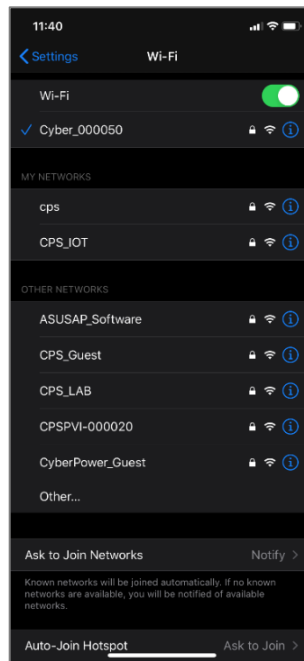 11:40
Settings
Wi-Fi
Wi-Fi
Cyber_000050
MY NETWORKS
cps
CPS_IOT
OTHER NETWORKS
ASUSAP_Software
CPS_Guest
CPS_LAB
CPSPVI-000020
CyberPower_Guest
Other...
Ask to Join Networks Notify
Known networks will be joined automatically. If no known
networks are available, you will be notified of available
networks.
Auto-Join Hotspot Ask to Join